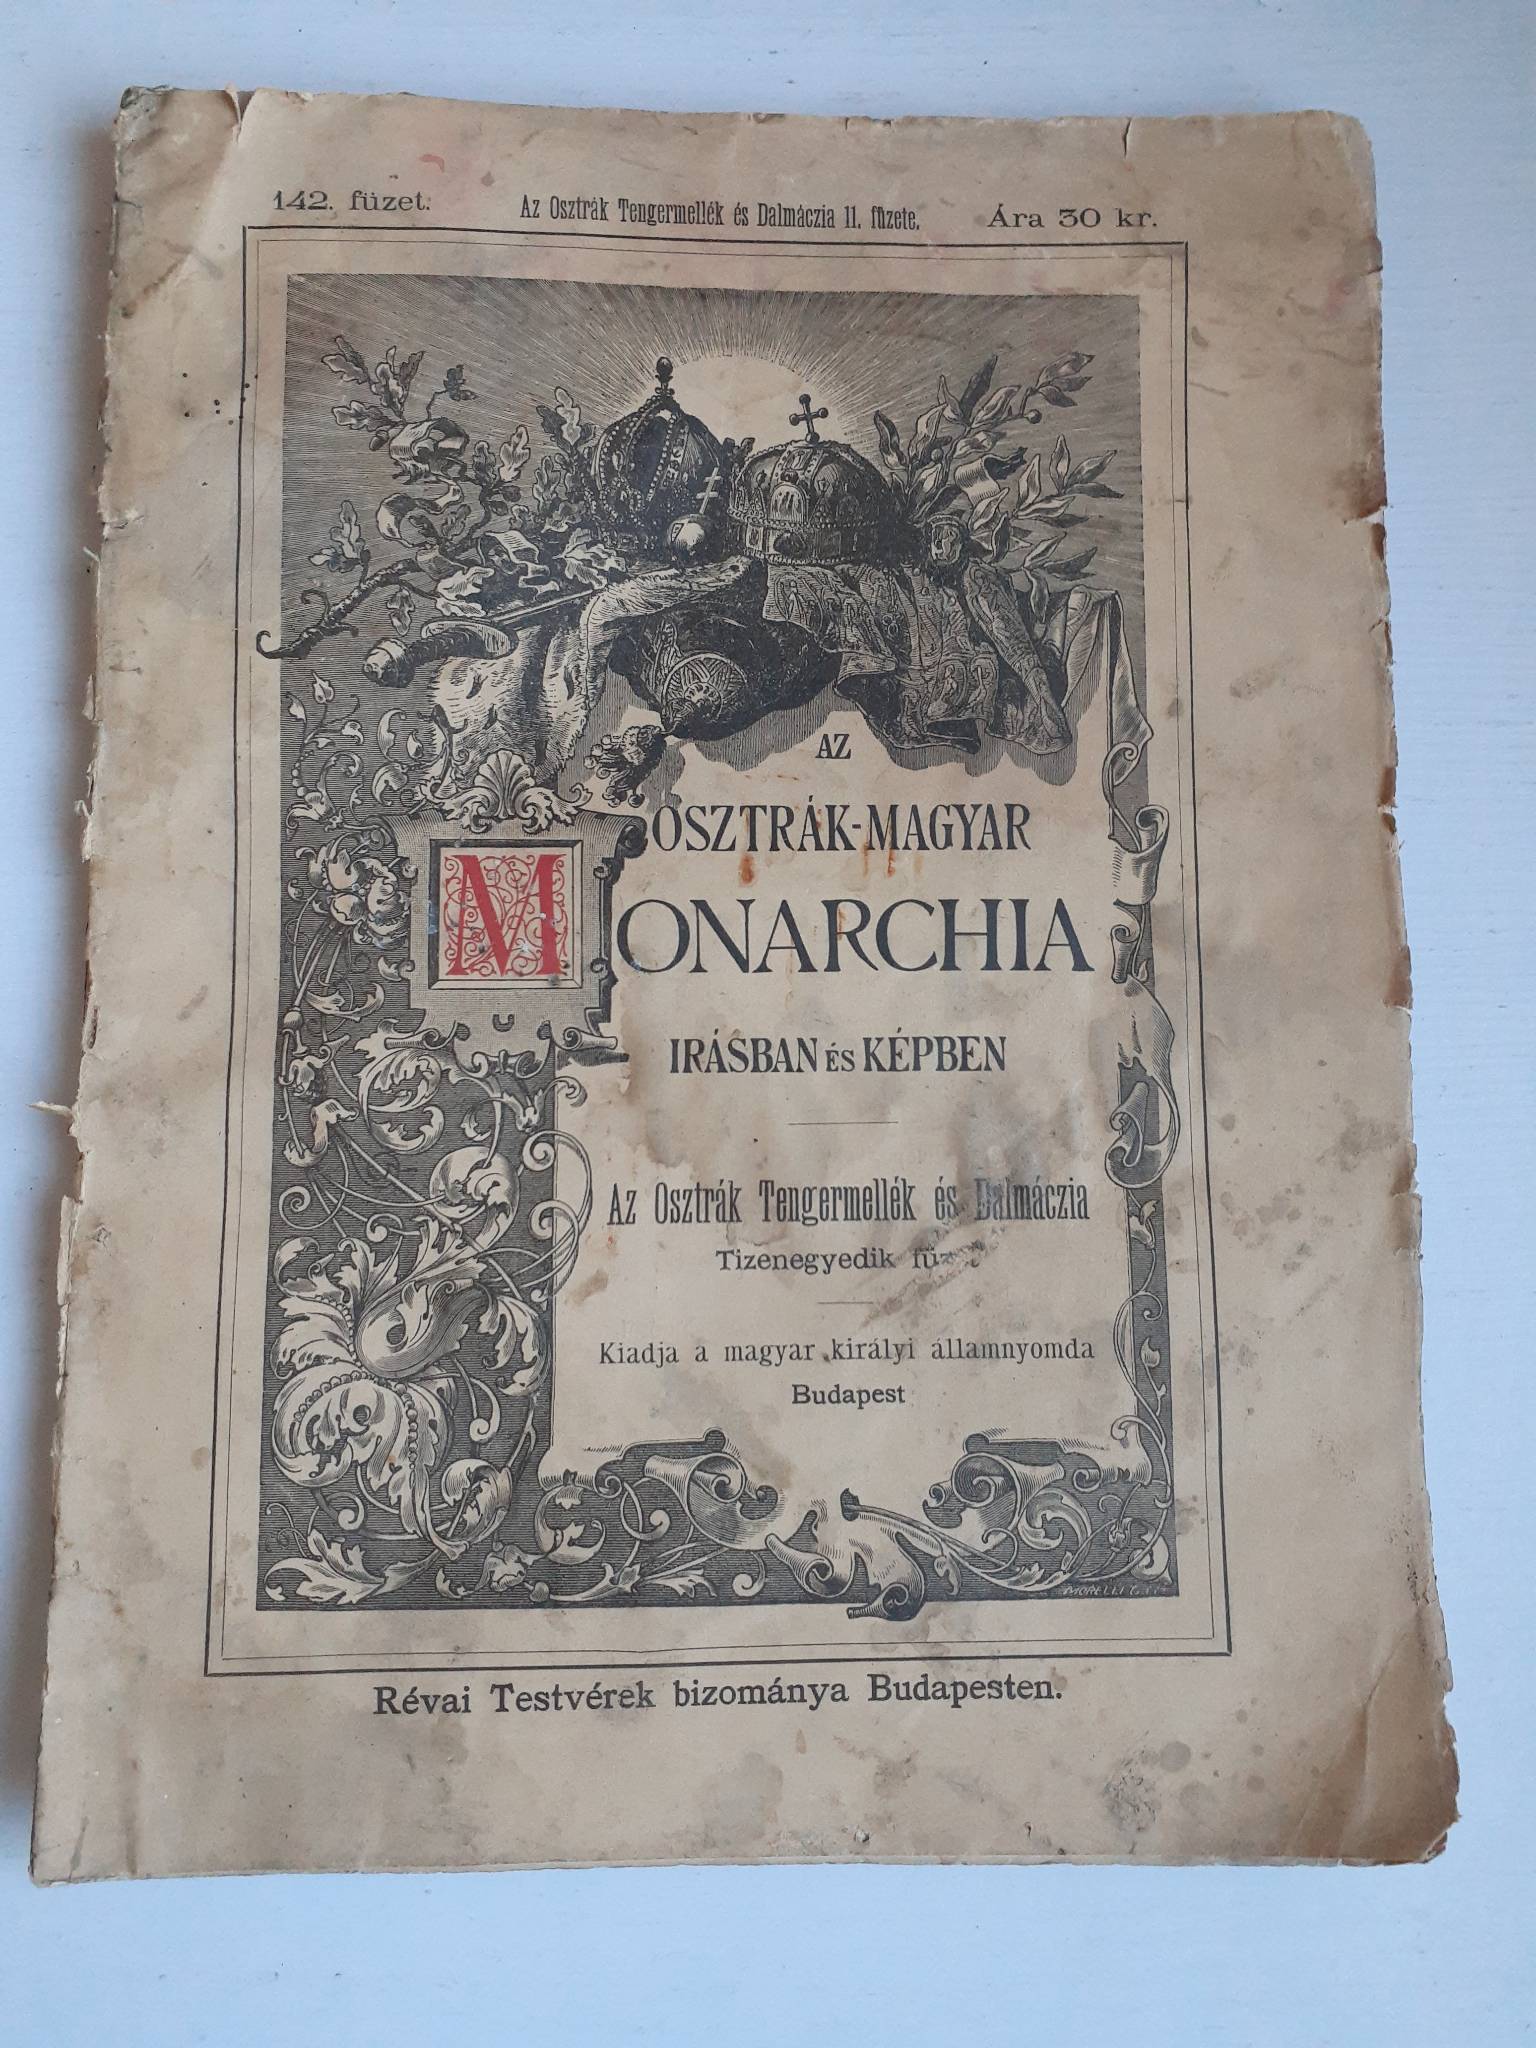 142. füzet. Az Osztrák Tengermellék és Dalmáczia 11. füzete. Ára 30 kr.
AZ
OSZTRÁK-MAGYAR
MONARCHIA
IRÁSBAN ÉS KÉPBEN
Az Osztrák Tengermellék és Dalmáczia
Tizenegyedik
Kiadja a magyar királyi államnyomda
Budapest
MORELLI
Révai Testvérek bizománya Budapesten.